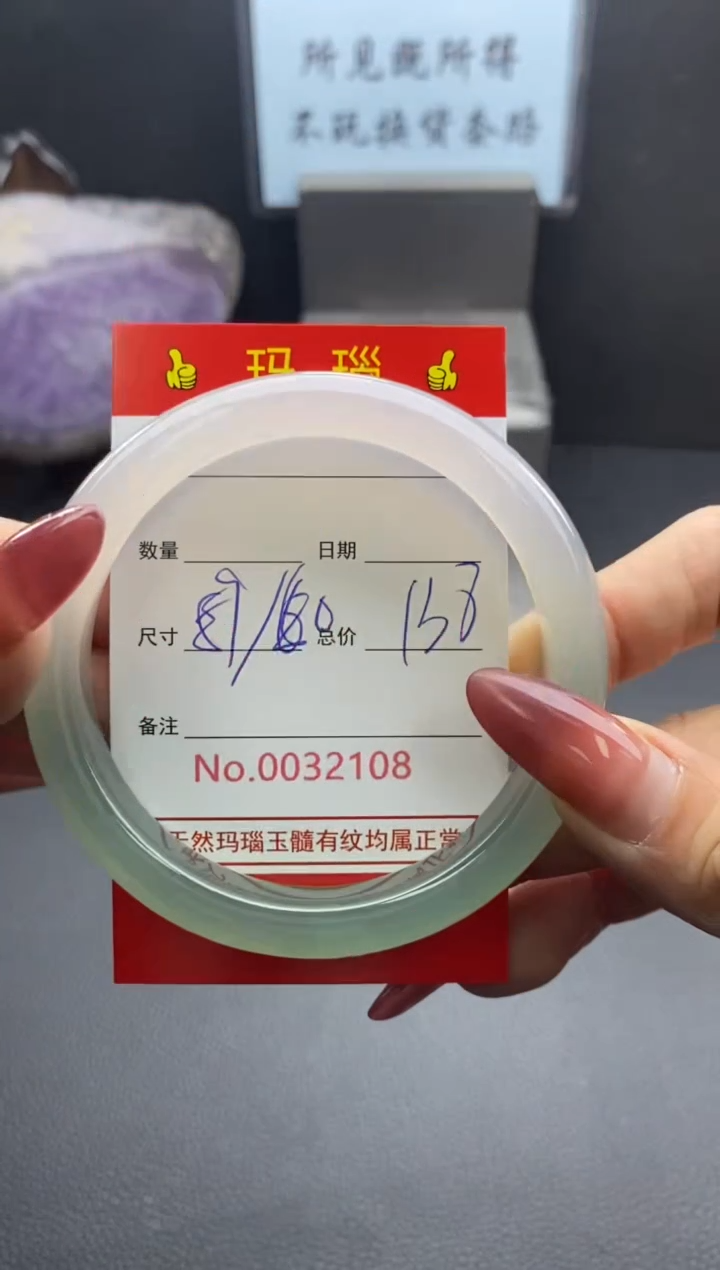 所见既所得
不玩换货套路
玛 瑙
数量 日期
尺寸 总价
备注
No.0032108
天然玛瑙玉髓有纹均属正常